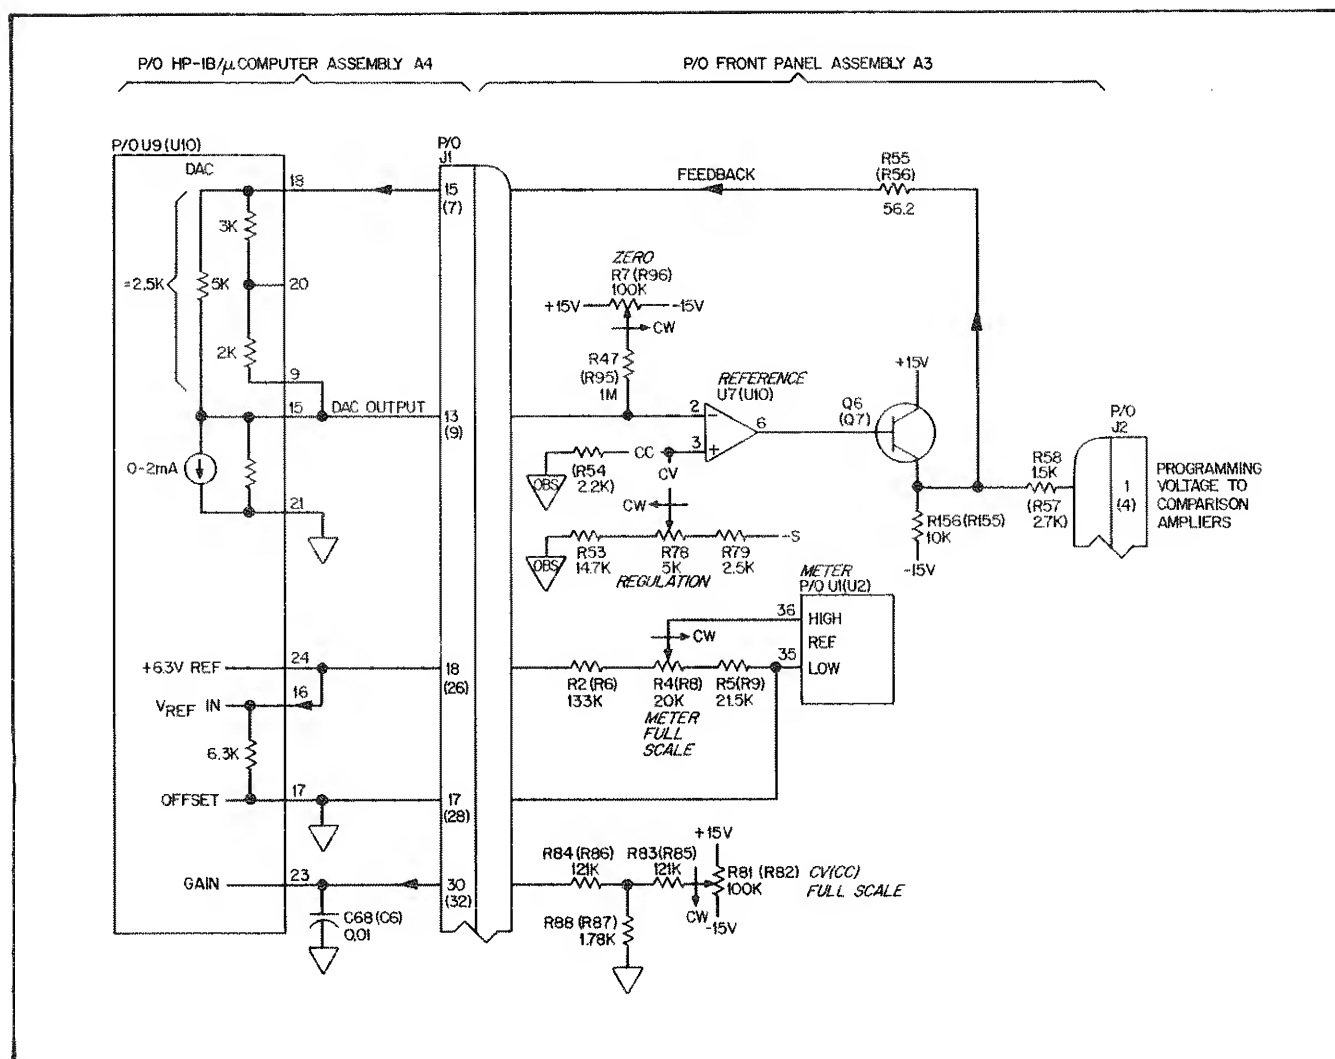 P/O HP-IB/μCOMPUTER ASSEMBLY A4
P/O FRONT PANEL ASSEMBLY A3
P/O U9(U10)
DAC
18
3K
=2.5K
5K
20
2K
9
15
DAC OUTPUT
0-2mA
21
+6.3V REF
24
16
VREF IN
6.3K
OFFSET
17
GAIN
23
C68(C6)
0.01
P/O
J1
15
(7)
13
(9)
18
(26)
17
(28)
30
(32)
FEEDBACK
R55
(R56)
56.2
ZERO
R7(R96)
100K
+15V
-15V
CW
R47
(R95)
1M
REFERENCE
U7(U10)
2
-
3
+
6
+15V
Q6
(Q7)
OBS
(R54
2.2K)
CC
CV
CW
OBS
R53
14.7K
R78
5K
R79
2.5K
-S
REGULATION
R156(R155)
10K
-15V
R58
1.5K
(R57
2.7K)
P/O
J2
1
(4)
PROGRAMMING
VOLTAGE TO
COMPARISON
AMPLIERS
METER
P/O U1(U2)
36
HIGH
REF
35
LOW
CW
R2(R6)
133K
R4(R8)
20K
R5(R9)
21.5K
METER
FULL
SCALE
R84(R86)
121K
R83(R85)
121K
+15V
R81(R82)
100K
CV(CC)
FULL SCALE
CW
-15V
R88(R87)
1.78K